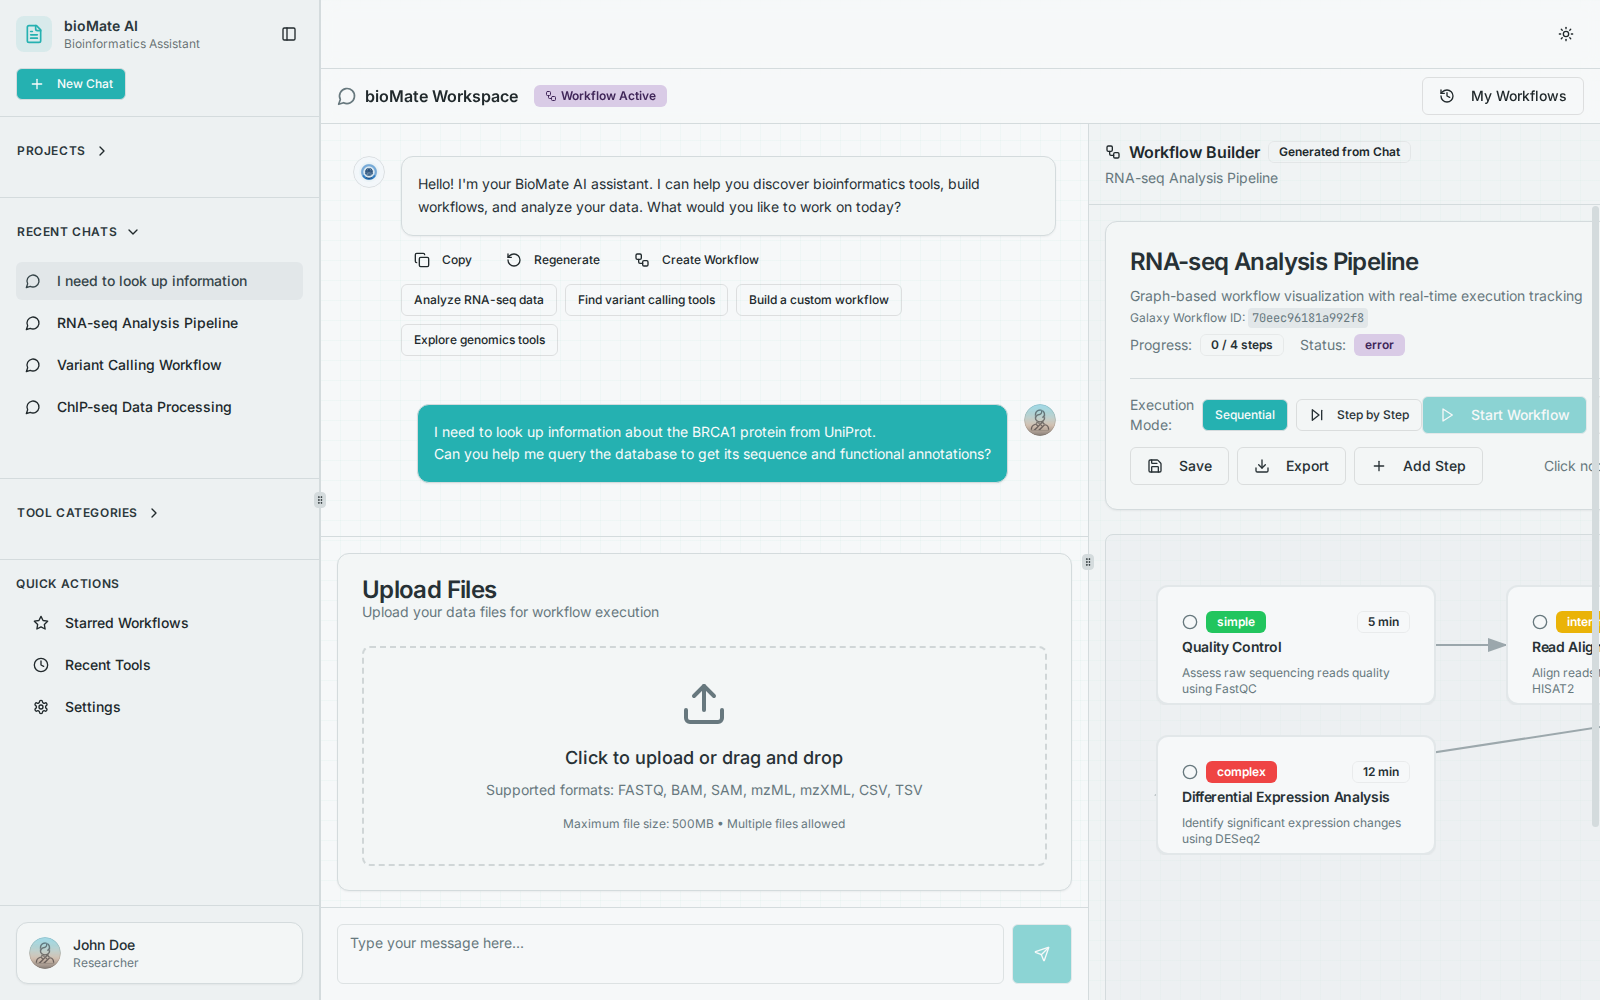 bioMate AI
Bioinformatics Assistant
New Chat
PROJECTS
RECENT CHATS
I need to look up information
RNA-seq Analysis Pipeline
Variant Calling Workflow
ChIP-seq Data Processing
TOOL CATEGORIES
QUICK ACTIONS
Starred Workflows
Recent Tools
Settings
John Doe
Researcher
bioMate Workspace
Workflow Active
My Workflows
Hello! I'm your BioMate AI assistant. I can help you discover bioinformatics tools, build
workflows, and analyze your data. What would you like to work on today?
Copy Regenerate Create Workflow
Analyze RNA-seq data Find variant calling tools Build a custom workflow
Explore genomics tools
I need to look up information about the BRCA1 protein from UniProt.
Can you help me query the database to get its sequence and functional annotations?
Upload Files
Upload your data files for workflow execution
Click to upload or drag and drop
Supported formats: FASTQ, BAM, SAM, mzML, mzXML, CSV, TSV
Maximum file size: 500MB • Multiple files allowed
Type your message here...
Workflow Builder Generated from Chat
RNA-seq Analysis Pipeline
RNA-seq Analysis Pipeline
Graph-based workflow visualization with real-time execution tracking
Galaxy Workflow ID: 70eec96181a992f8
Progress: 0 / 4 steps Status: error
Execution
Mode:
Sequential Step by Step Start Workflow
Save Export Add Step Click
simple 5 min
Quality Control
Assess raw sequencing reads quality
using FastQC
Read
Align reads
HISAT2
complex 12 min
Differential Expression Analysis
Identify significant expression changes
using DESeq2